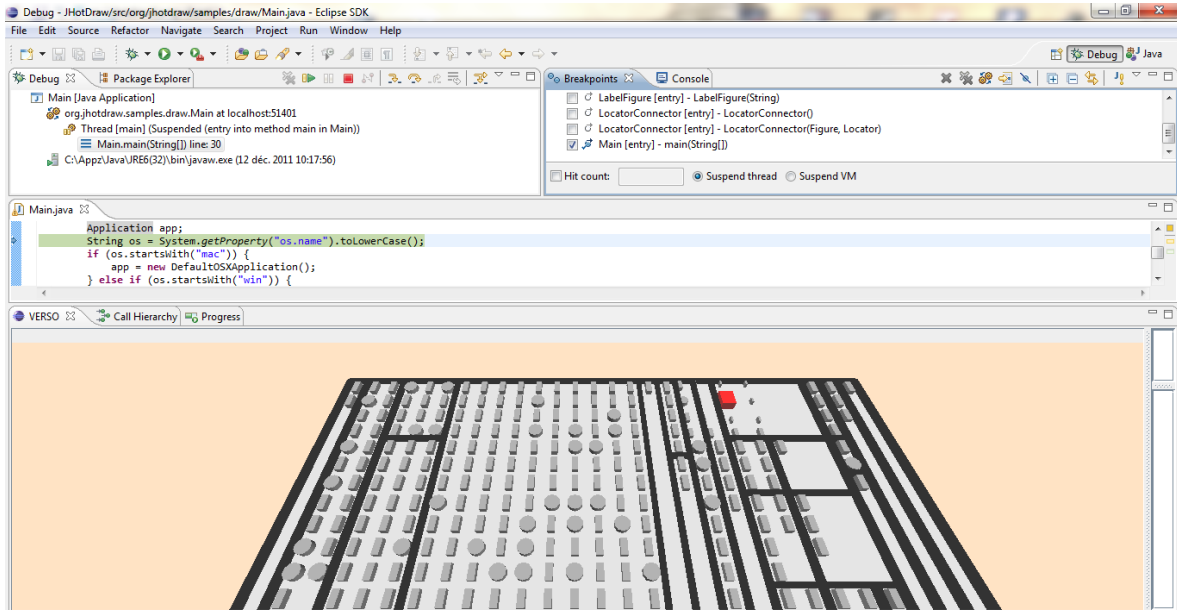 Debug - JHotDraw/src/org/jhotdraw/samples/draw/Main.java - Eclipse SDK
File Edit Source Refactor Navigate Search Project Run Window Help
Debug Java
Debug Package Explorer
Main [Java Application]
org.jhotdraw.samples.draw.Main at localhost:51401
Thread [main] (Suspended (entry into method main in Main))
Main.main(String[]) line: 30
C:\Appz\Java\JRE6(32)\bin\javaw.exe (12 déc. 2011 10:17:56)
Breakpoints Console
LabelFigure [entry] - LabelFigure(String)
LocatorConnector [entry] - LocatorConnector()
LocatorConnector [entry] - LocatorConnector(Figure, Locator)
Main [entry] - main(String[])
Hit count: Suspend thread Suspend VM
Main.java
Application app;
String os = System.getProperty("os.name").toLowerCase();
if (os.startsWith("mac")) {
app = new DefaultOSXApplication();
} else if (os.startsWith("win")) {
VERSO Call Hierarchy Progress